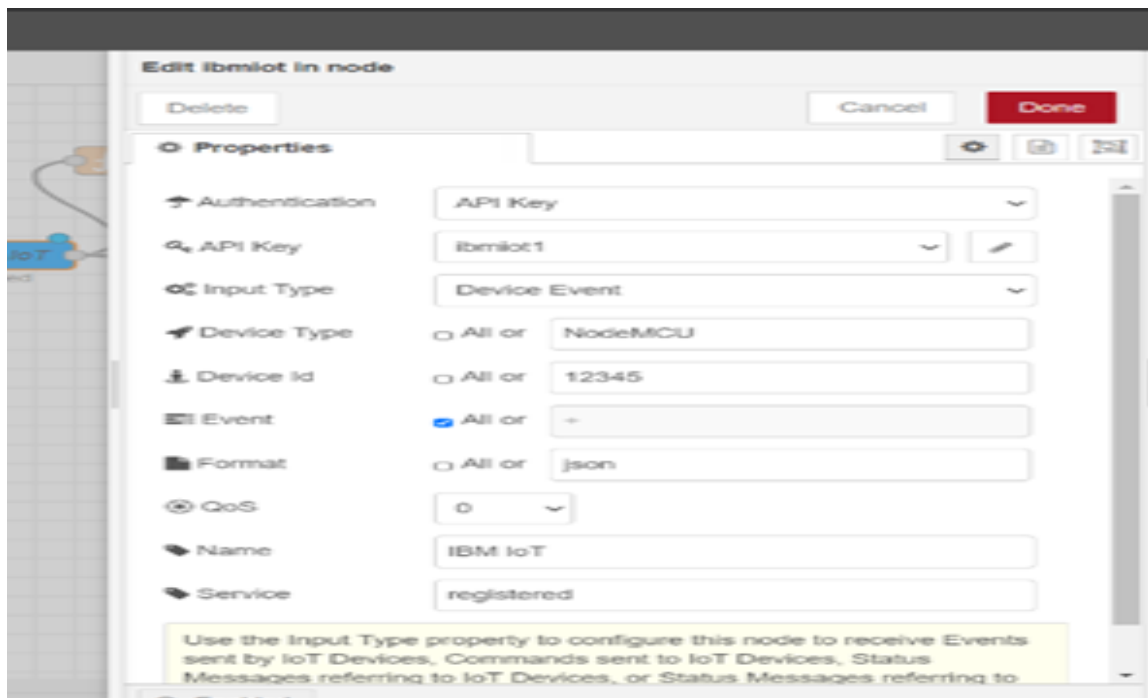 Edit ibmiot in node
Delete
Cancel
Done
Properties
Authentication
API Key
API Key
ibmiot1
Input Type
Device Event
Device Type
All or
NodeMCU
IoT
Device Id
All or
12345
Event
All or
+
Format
All or
json
QoS
0
Name
IBM IoT
Service
registered
Use the Input Type property to configure this node to receive Events
sent by IoT Devices, Commands sent to IoT Devices, Status
Messages referring to IoT Devices, or Status Messages referring to